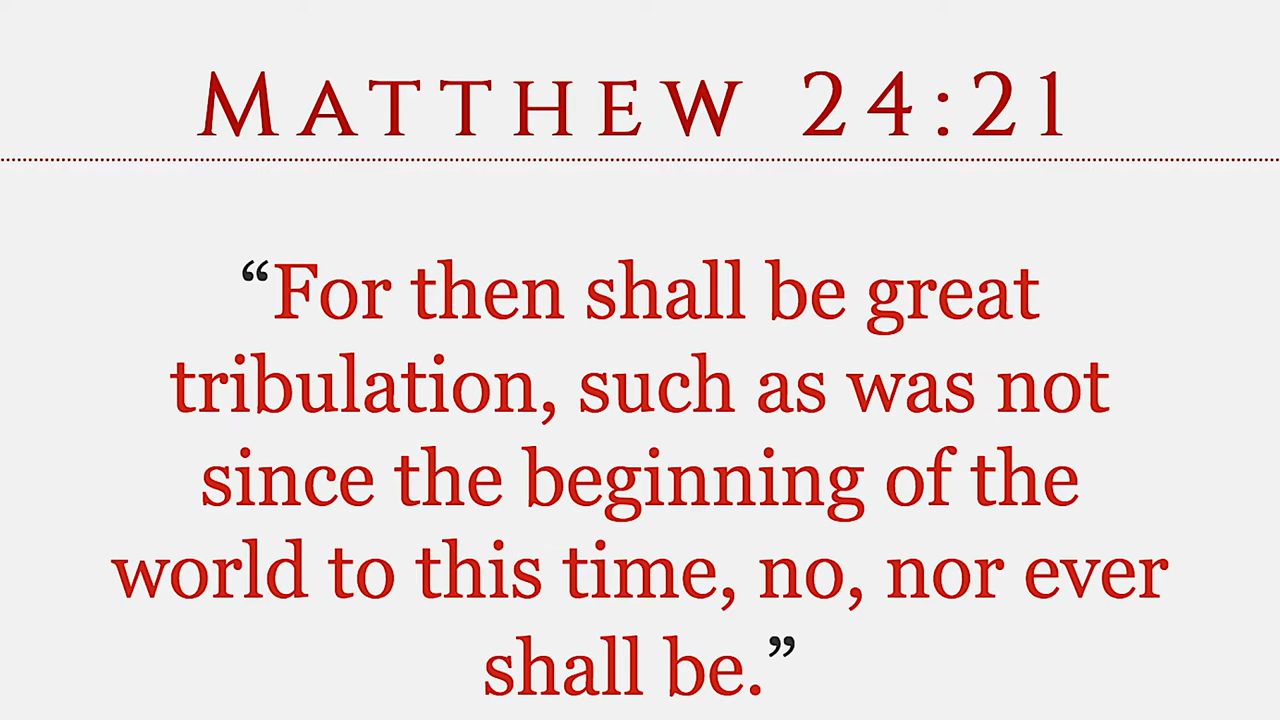 MATTHEW 24:21
“For then shall be great
tribulation, such as was not
since the beginning of the
world to this time, no, nor ever
shall be.”